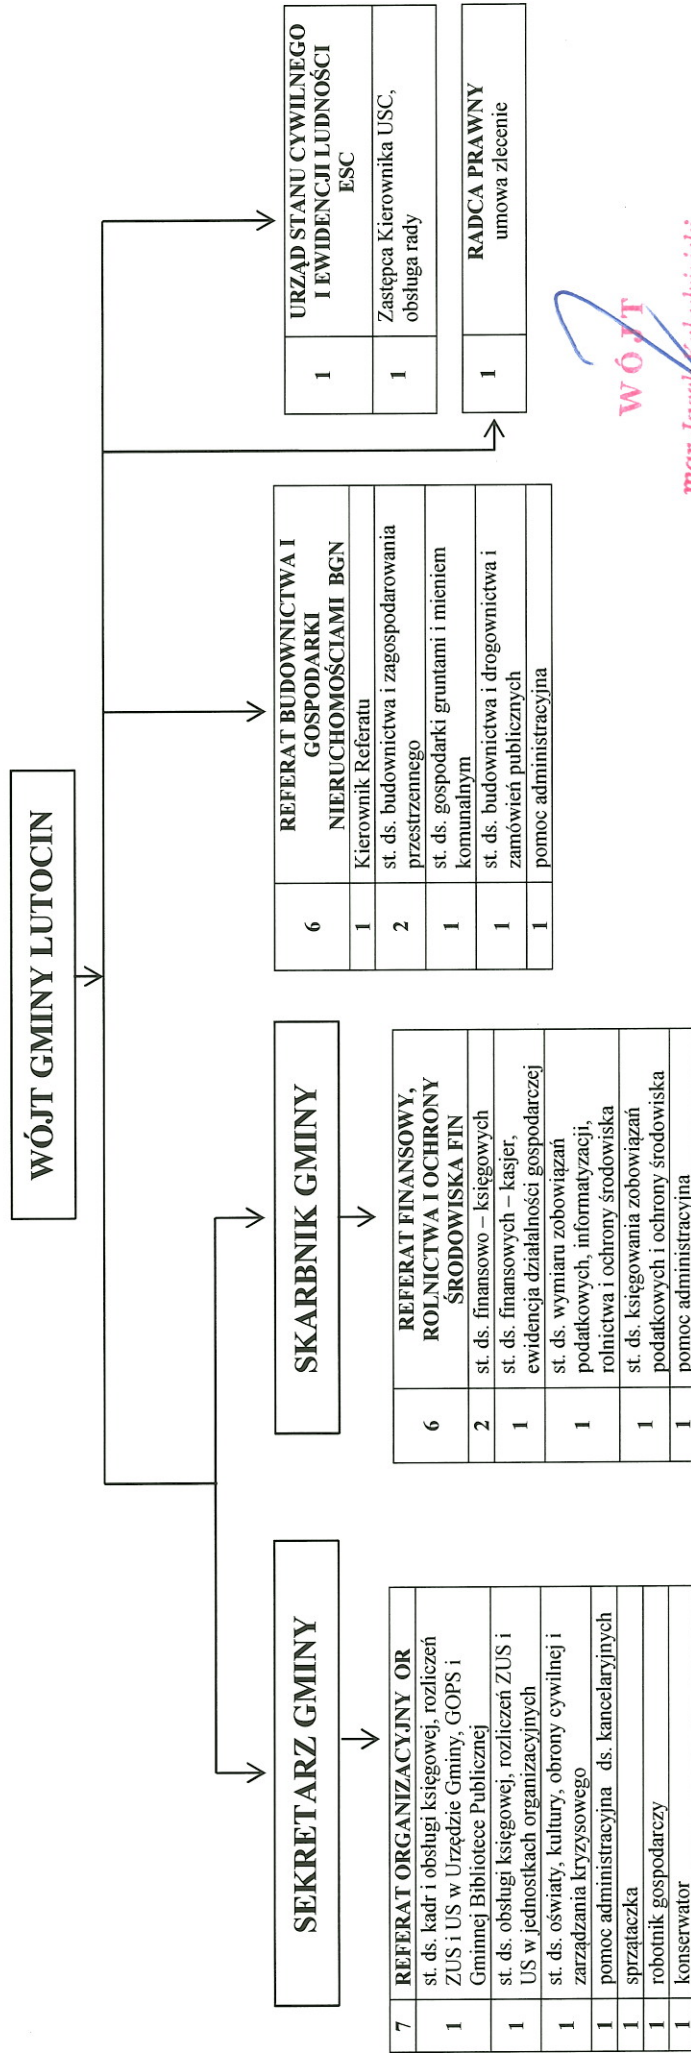 WÓJT GMINY LUTOCIN
SEKRETARZ GMINY
7 REFERAT ORGANIZACYJNY OR
1 st. ds. kadr i obsługi księgowej, rozliczeń
ZUS i US w Urzędzie Gminy, GOPS i
Gminnej Bibliotece Publicznej
1 st. ds. obsługi księgowej, rozliczeń ZUS i
US w jednostkach organizacyjnych
1 st. ds. oświaty, kultury, obrony cywilnej i
zarządzania kryzysowego
1 pomoc administracyjna ds. kancelaryjnych
1 sprzątaczka
1 robotnik gospodarczy
1 konserwator
SKARBNIK GMINY
6 REFERAT FINANSOWY,
ROLNICTWA I OCHRONY
ŚRODOWISKA FIN
2 st. ds. finansowo – księgowych
1 st. ds. finansowych – kasjer,
ewidencja działalności gospodarczej
1 st. ds. wymiaru zobowiązań
podatkowych, informatyzacji,
rolnictwa i ochrony środowiska
1 st. ds. księgowania zobowiązań
podatkowych i ochrony środowiska
1 pomoc administracyjna
6 REFERAT BUDOWNICTWA I
GOSPODARKI
NIERUCHOMOŚCIAMI BGN
1 Kierownik Referatu
2 st. ds. budownictwa i zagospodarowania
przestrzennego
1 st. ds. gospodarki gruntami i mieniem
komunalnym
1 st. ds. budownictwa i drogownictwa i
zamówień publicznych
1 pomoc administracyjna
1 URZĄD STANU CYWILNEGO
I EWIDENCJI LUDNOŚCI
ESC
1 Zastępca Kierownika USC,
obsługa rady
1 RADCA PRAWNY
umowa zlecenie
WÓJT
mgr